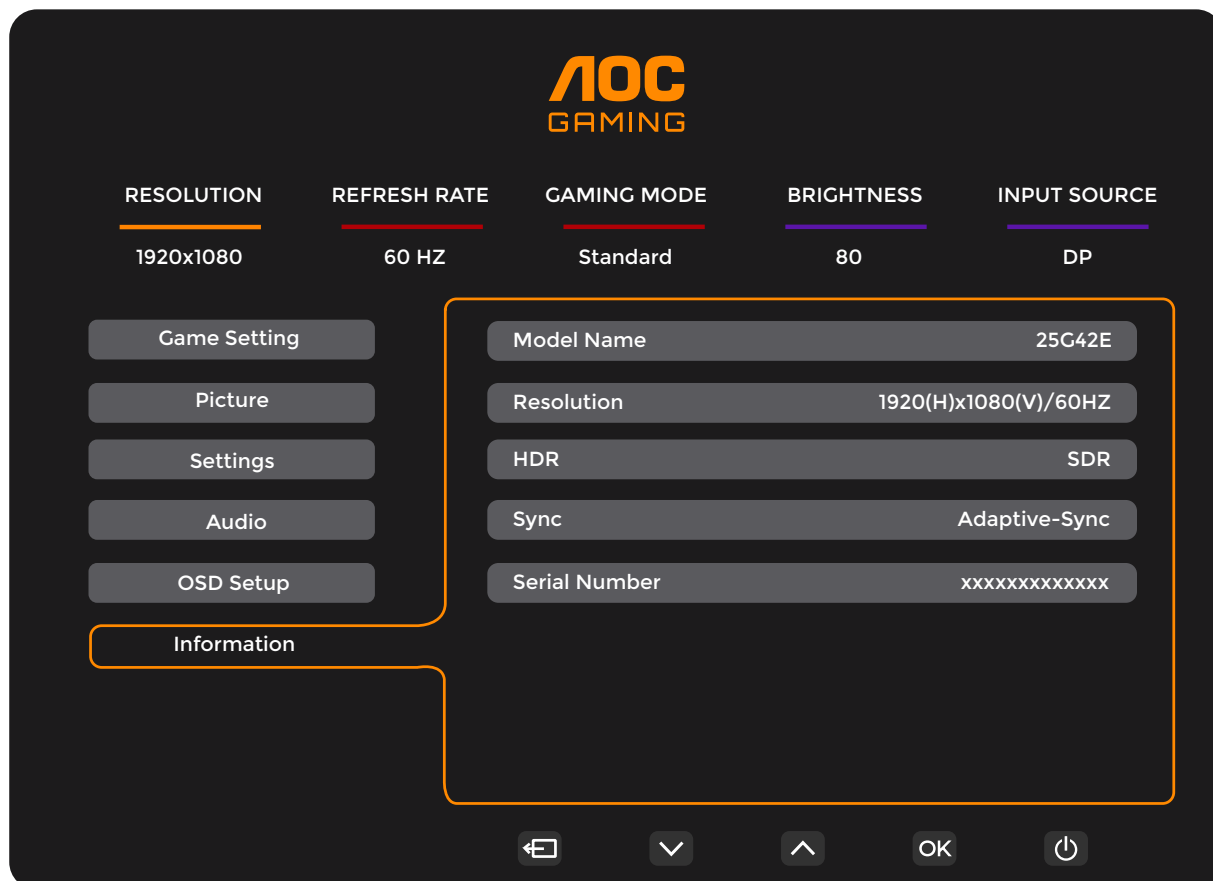 AOC
GAMING
RESOLUTION REFRESH RATE GAMING MODE BRIGHTNESS INPUT SOURCE
1920x1080 60 HZ Standard 80 DP
Game Setting
Model Name 25G42E
Picture
Resolution 1920(H)x1080(V)/60HZ
Settings
HDR SDR
Audio
Sync Adaptive-Sync
OSD Setup
Serial Number xxxxxxxxxxxxx
Information
OK